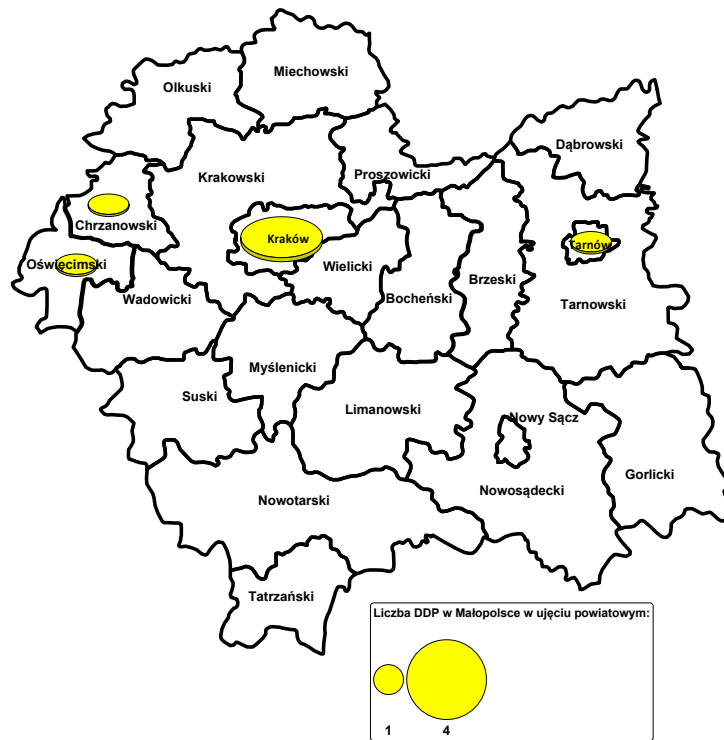 Miechowski
Olkuski
Dąbrowski
Krakowski
Proszowicki
Chrzanowski
Kraków
Tarnów
Oświęcimski
Wielicki
Brzeski
Wadowicki
Bocheński
Tarnowski
Myślenicki
Suski
Limanowski
Nowy Sącz
Gorlicki
Nowotarski
Nowosądecki
Tatrzański
Liczba DDP w Małopolsce w ujęciu powiatowym:
1 4